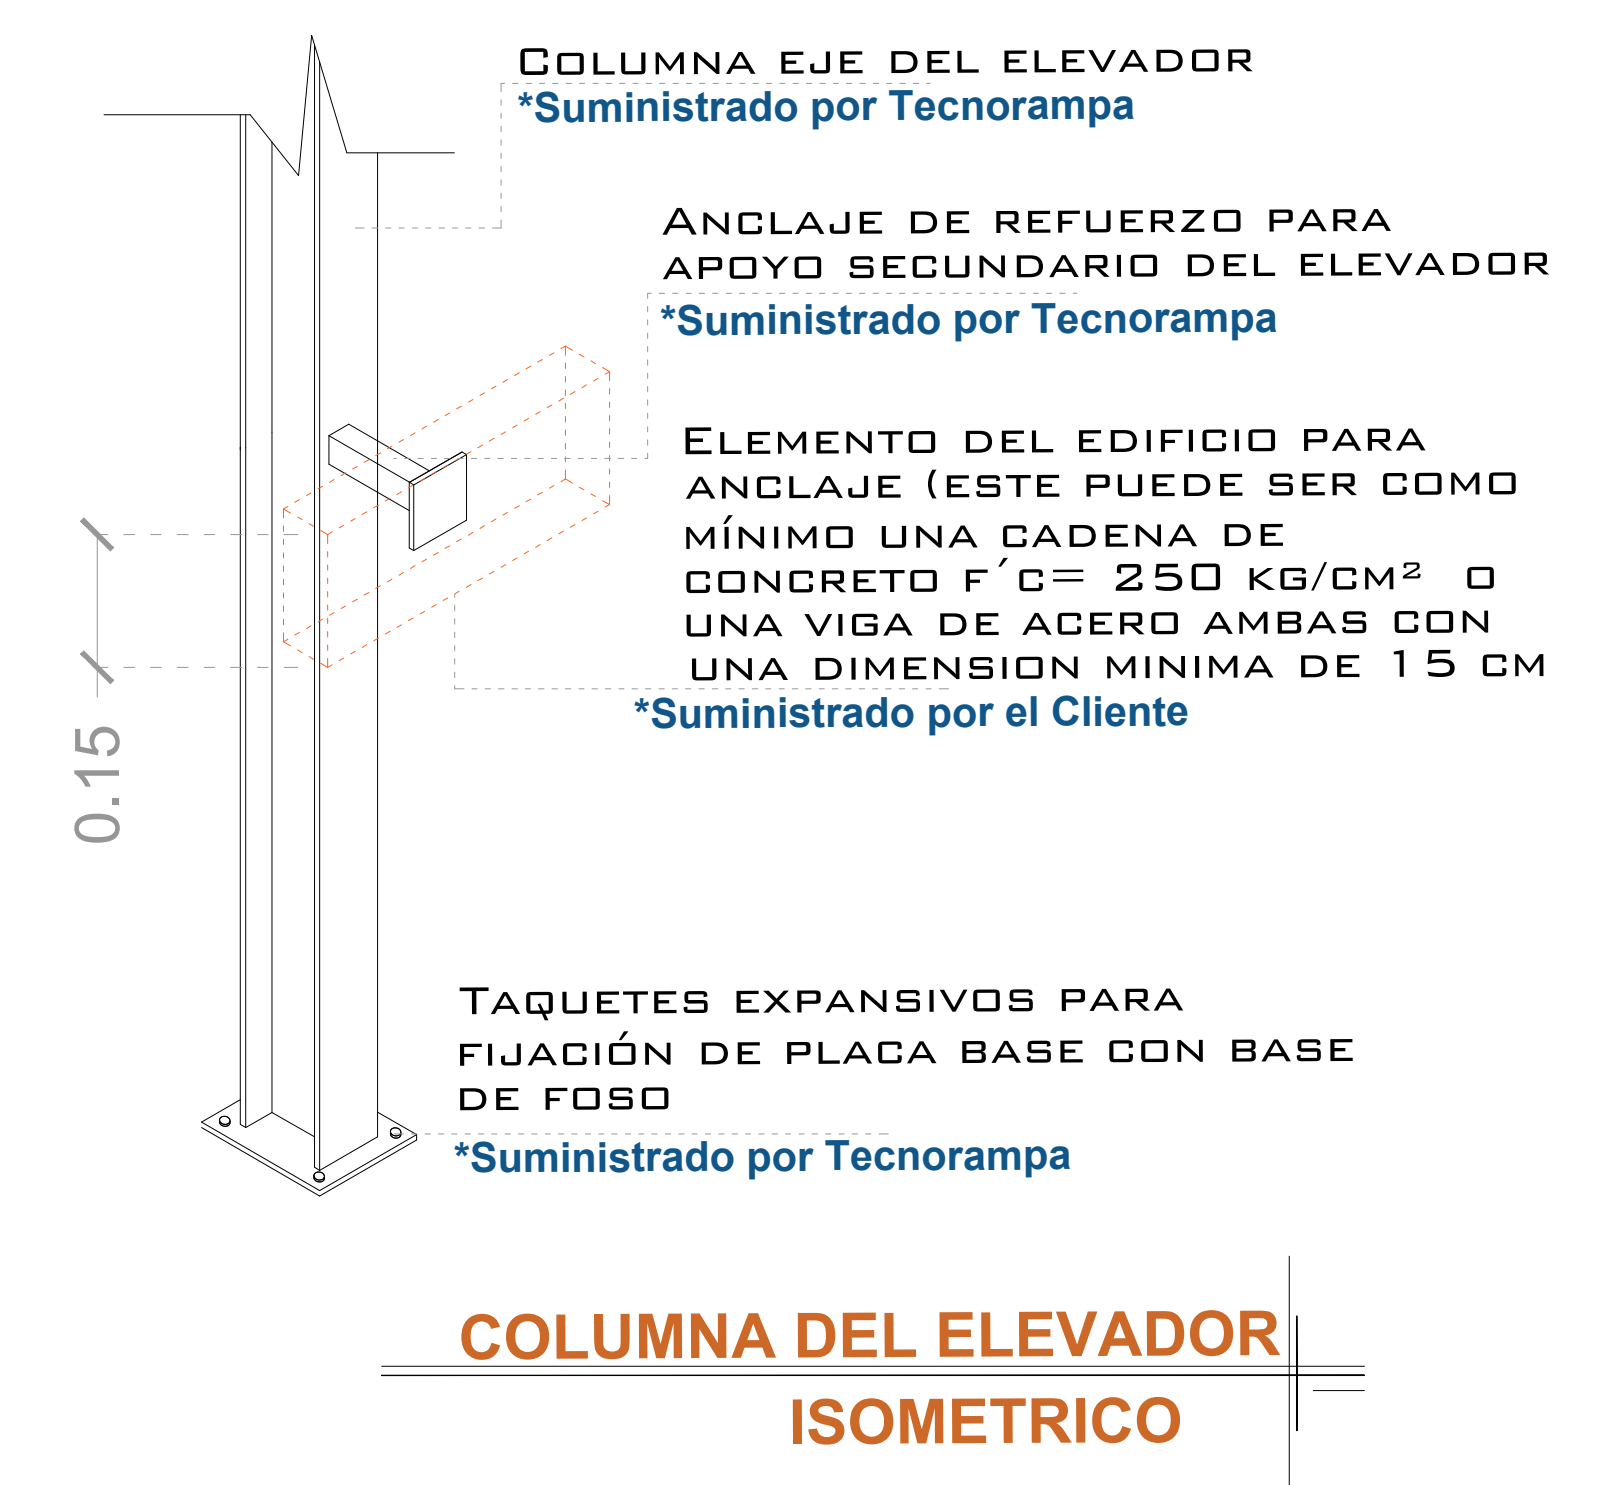 COLUMNA EJE DEL ELEVADOR
*Suministrado por Tecnorampa
ANCLAJE DE REFUERZO PARA
APOYO SECUNDARIO DEL ELEVADOR
*Suministrado por Tecnorampa
ELEMENTO DEL EDIFICIO PARA
ANCLAJE (ESTE PUEDE SER COMO
MÍNIMO UNA CADENA DE
CONCRETO F´C= 250 KG/CM² O
UNA VIGA DE ACERO AMBAS CON
UNA DIMENSION MINIMA DE 15 CM
*Suministrado por el Cliente
0.15
TAQUETES EXPANSIVOS PARA
FIJACIÓN DE PLACA BASE CON BASE
DE FOSO
*Suministrado por Tecnorampa
COLUMNA DEL ELEVADOR
ISOMETRICO